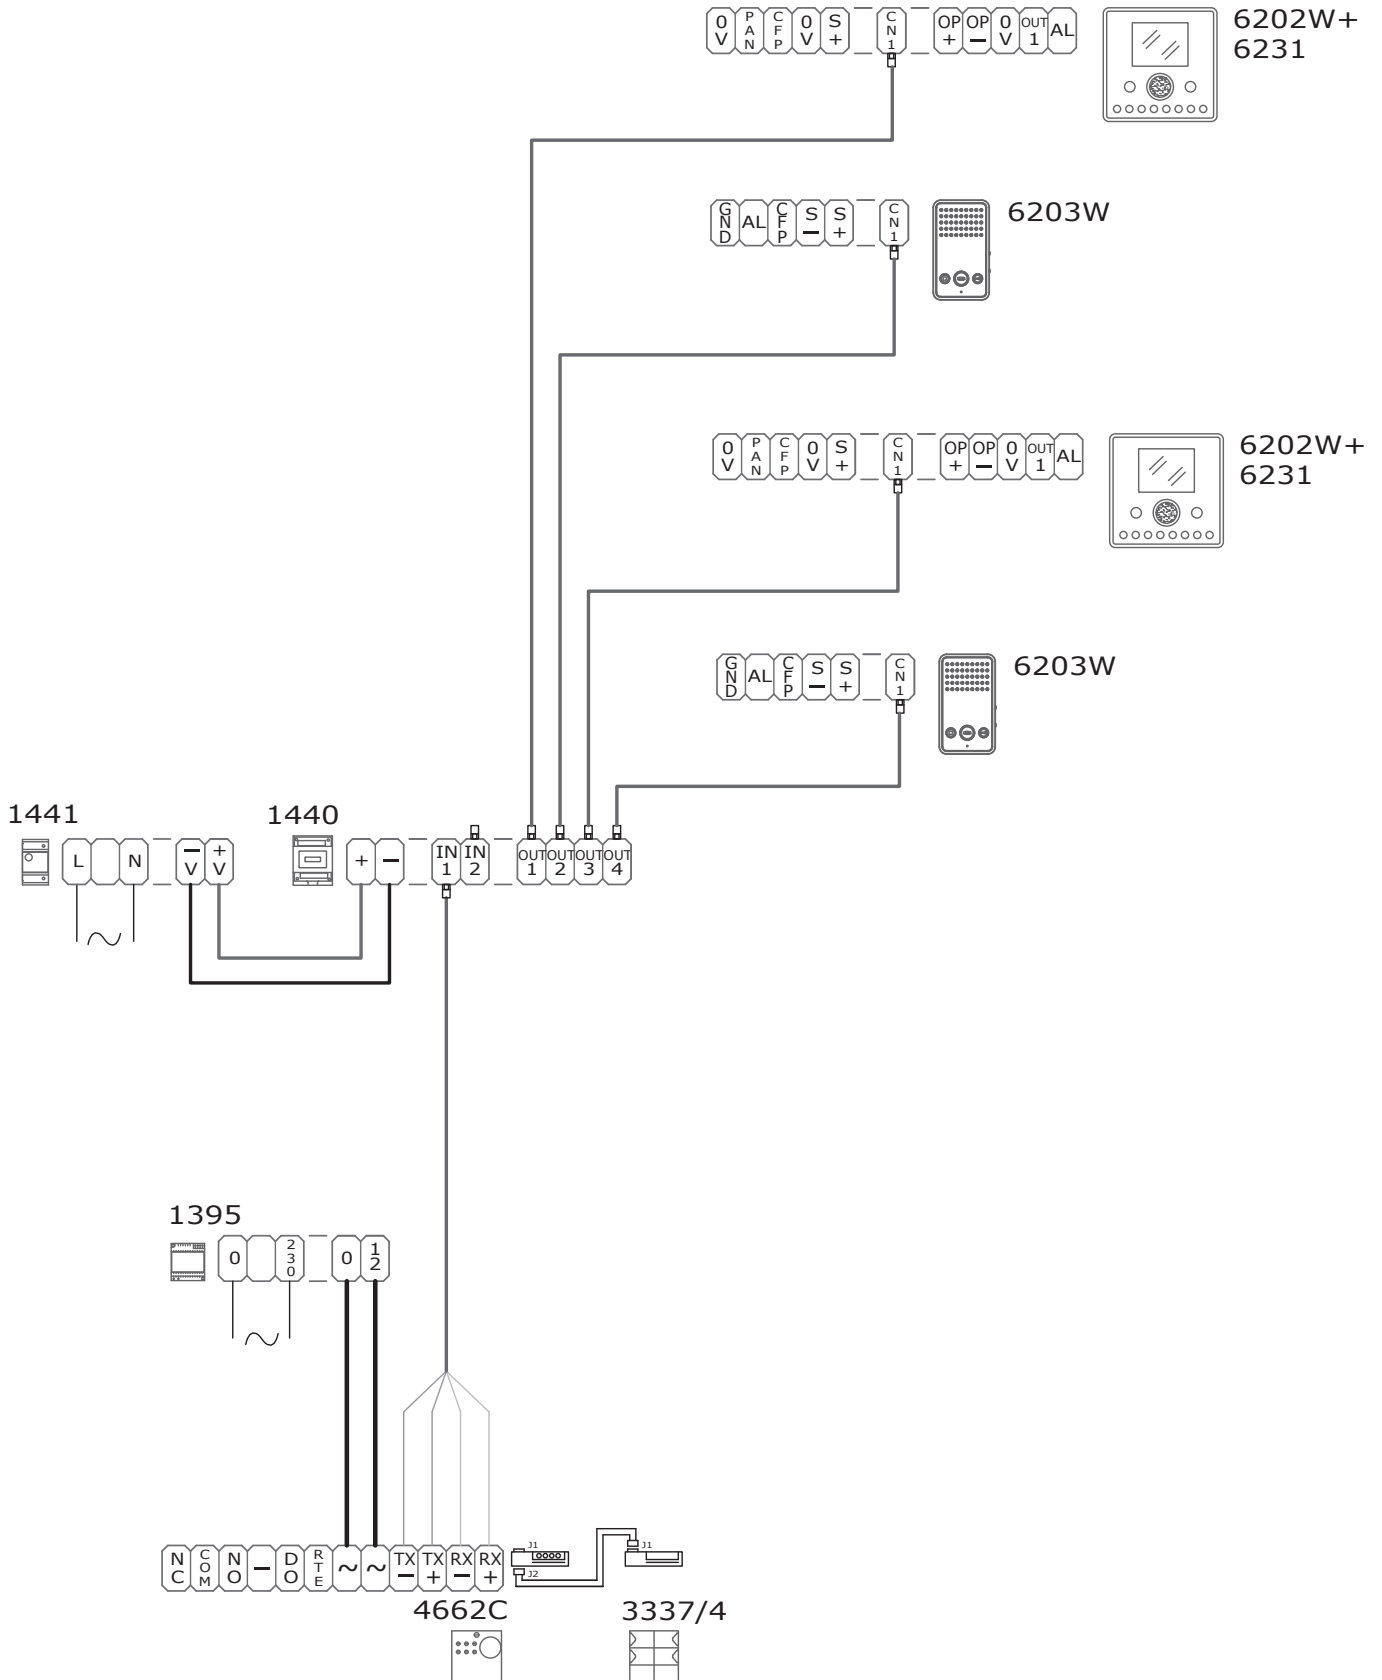 0V PAN CFP 0V S+ CN1 OP+ OP− 0V OUT1 AL
6202W+
6231
GND AL CFP S− S+ CN1
6203W
0V PAN CFP 0V S+ CN1 OP+ OP− 0V OUT1 AL
6202W+
6231
GND AL CFP S− S+ CN1
6203W
1441
L N −V +V
1440
+ − IN1 IN2 OUT1 OUT2 OUT3 OUT4
1395
0 230 0 12
NC COM NO − DO RTE ~ ~ TX− TX+ RX− RX+
J1
J2
J1
4662C
3337/4